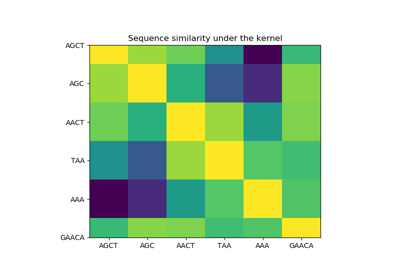 Sequence similarity under the kernel
AGCT
AGC
AACT
TAA
AAA
GAACA
AGCT AGC AACT TAA AAA GAACA